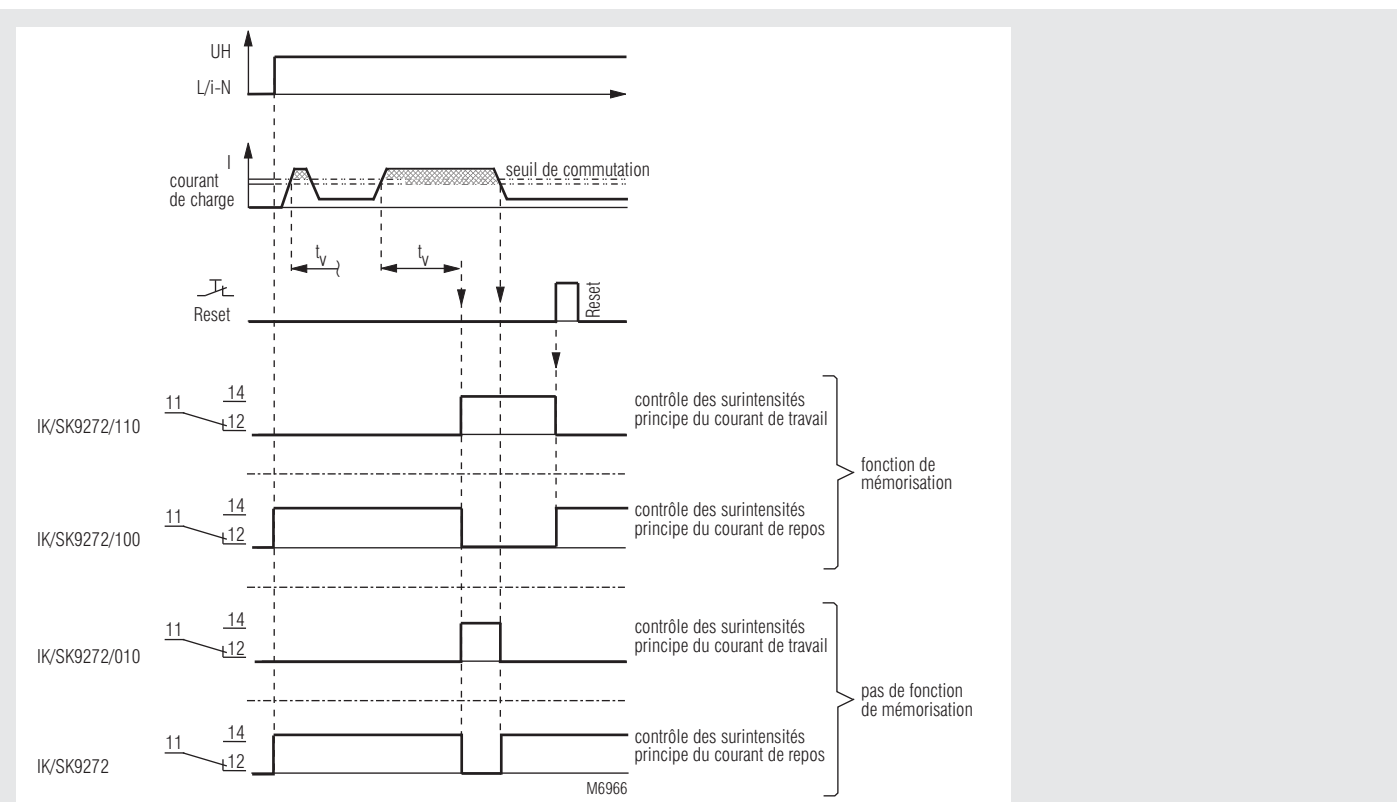 UH
L/i-N
I
courant
de charge
seuil de commutation
tv
tv
Reset
Reset
11
14
12
IK/SK9272/110
contrôle des surintensités
principe du courant de travail
fonction de
mémorisation
11
14
12
IK/SK9272/100
contrôle des surintensités
principe du courant de repos
11
14
12
IK/SK9272/010
contrôle des surintensités
principe du courant de travail
pas de fonction
de mémorisation
11
14
12
IK/SK9272
contrôle des surintensités
principe du courant de repos
M6966